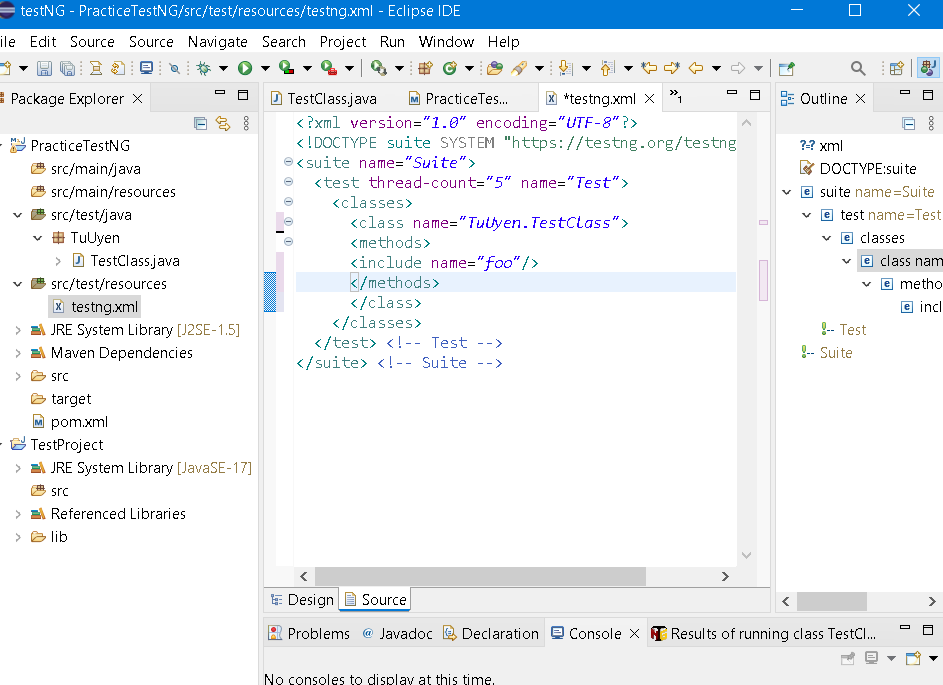 testNG - PracticeTestNG/src/test/resources/testng.xml - Eclipse IDE
ile Edit Source Source Navigate Search Project Run Window Help
Package Explorer
PracticeTestNG
src/main/java
src/main/resources
src/test/java
TuUyen
TestClass.java
src/test/resources
testng.xml
JRE System Library [J2SE-1.5]
Maven Dependencies
src
target
pom.xml
TestProject
JRE System Library [JavaSE-17]
src
Referenced Libraries
lib
TestClass.java PracticeTes... *testng.xml »1
<?xml version="1.0" encoding="UTF-8"?>
<!DOCTYPE suite SYSTEM "https://testng.org/testng
<suite name="Suite">
<test thread-count="5" name="Test">
<classes>
<class name="TuUyen.TestClass">
<methods>
<include name="foo"/>
</methods>
</class>
</classes>
</test> <!-- Test -->
</suite> <!-- Suite -->
Design Source
Outline
xml
DOCTYPE:suite
suite name=Suite
test name=Test
classes
class nam
metho
incl
Test
Suite
Problems Javadoc Declaration Console Results of running class TestCl...
No consoles to display at this time.